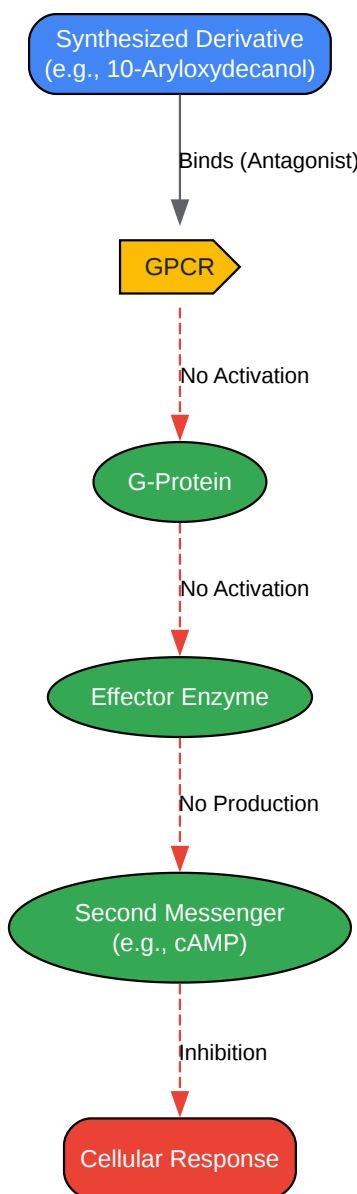 Synthesized Derivative
(e.g., 10-Aryloxydecanol)
Binds (Antagonist)
GPCR
No Activation
G-Protein
No Activation
Effector Enzyme
No Production
Second Messenger
(e.g., cAMP)
Inhibition
Cellular Response